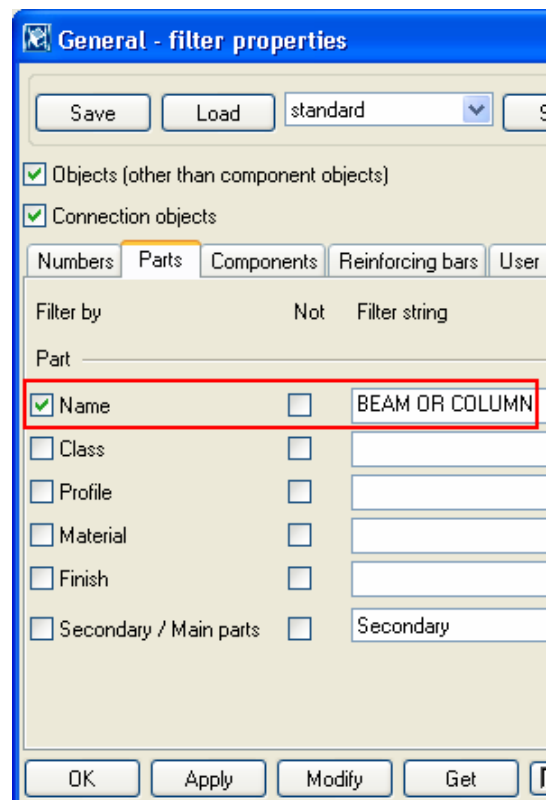 General - filter properties
Save Load standard S
Objects (other than component objects)
Connection objects
Numbers Parts Components Reinforcing bars User
Filter by Not Filter string
Part
Name BEAM OR COLUMN
Class
Profile
Material
Finish
Secondary / Main parts Secondary
OK Apply Modify Get